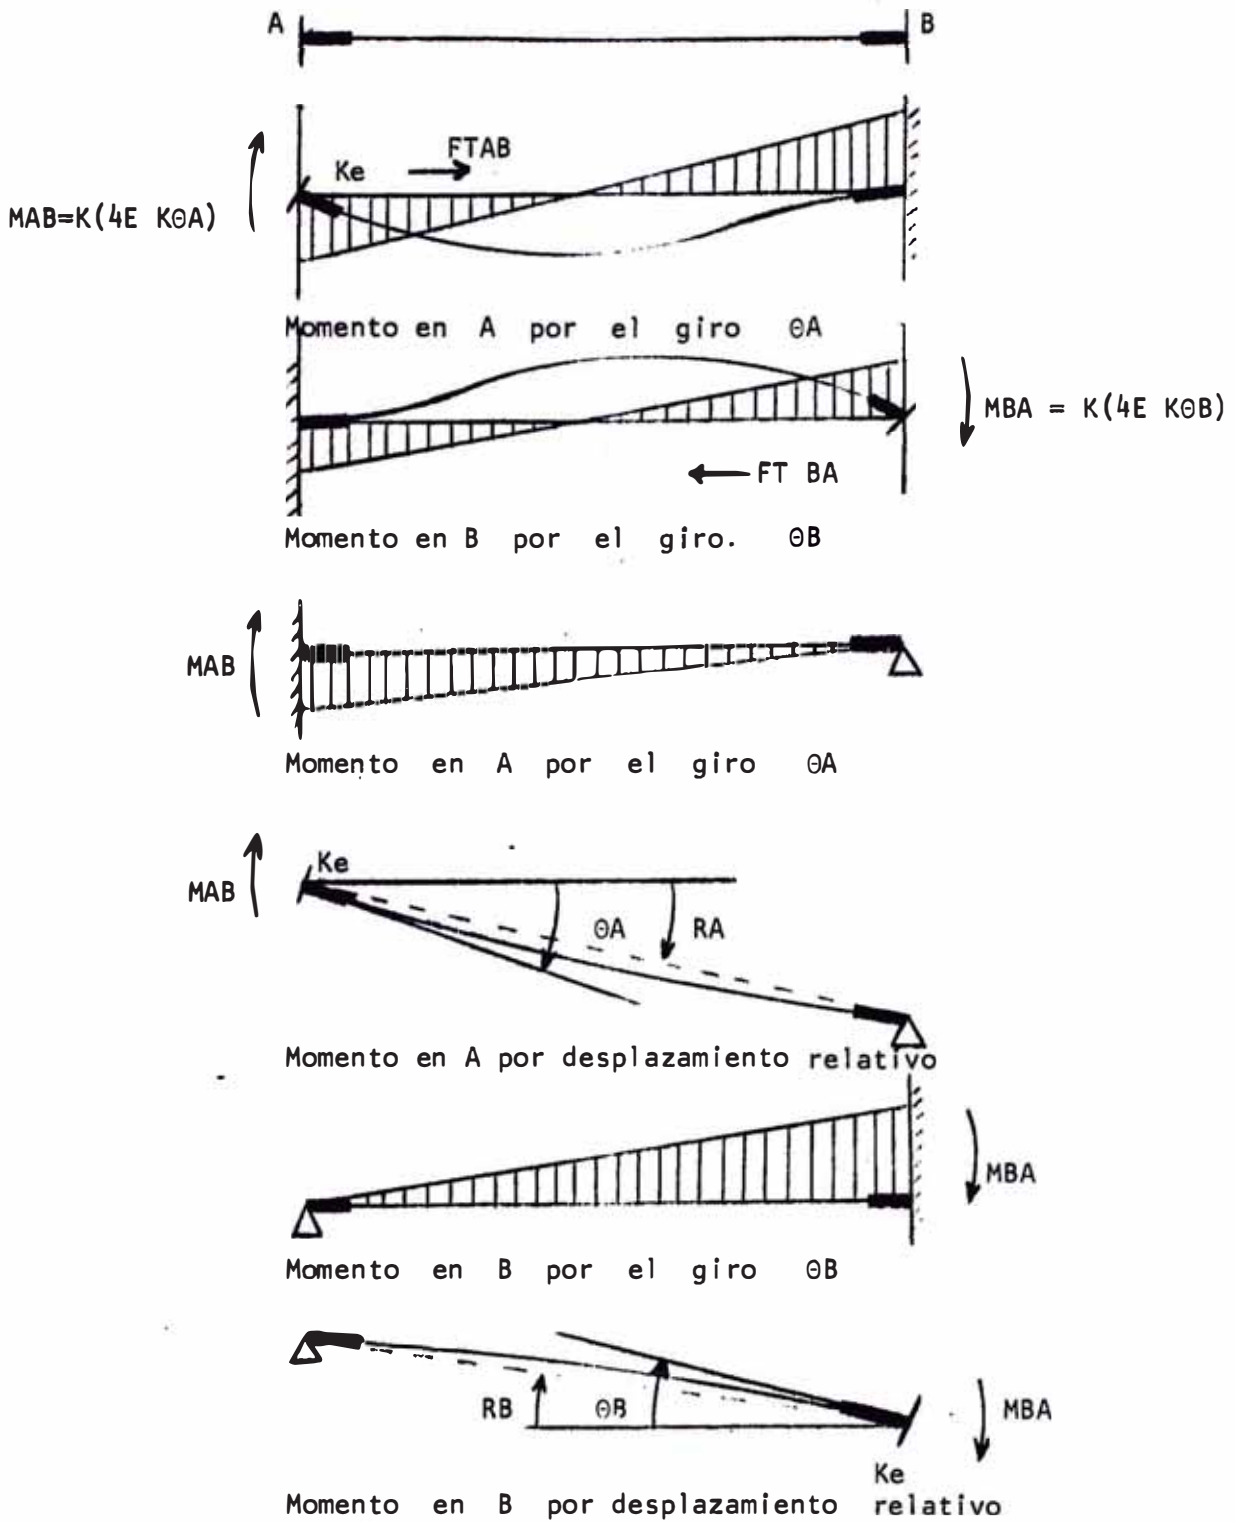 A B
Ke FTAB
MAB=K(4E KΘA)
Momento en A por el giro ΘA
MBA = K(4E KΘB)
FT BA
Momento en B por el giro. ΘB
MAB
Momento en A por el giro ΘA
Ke
MAB
ΘA RA
Momento en A por desplazamiento relativo
MBA
Momento en B por el giro ΘB
RB ΘB MBA
Ke
Momento en B por desplazamiento relativo